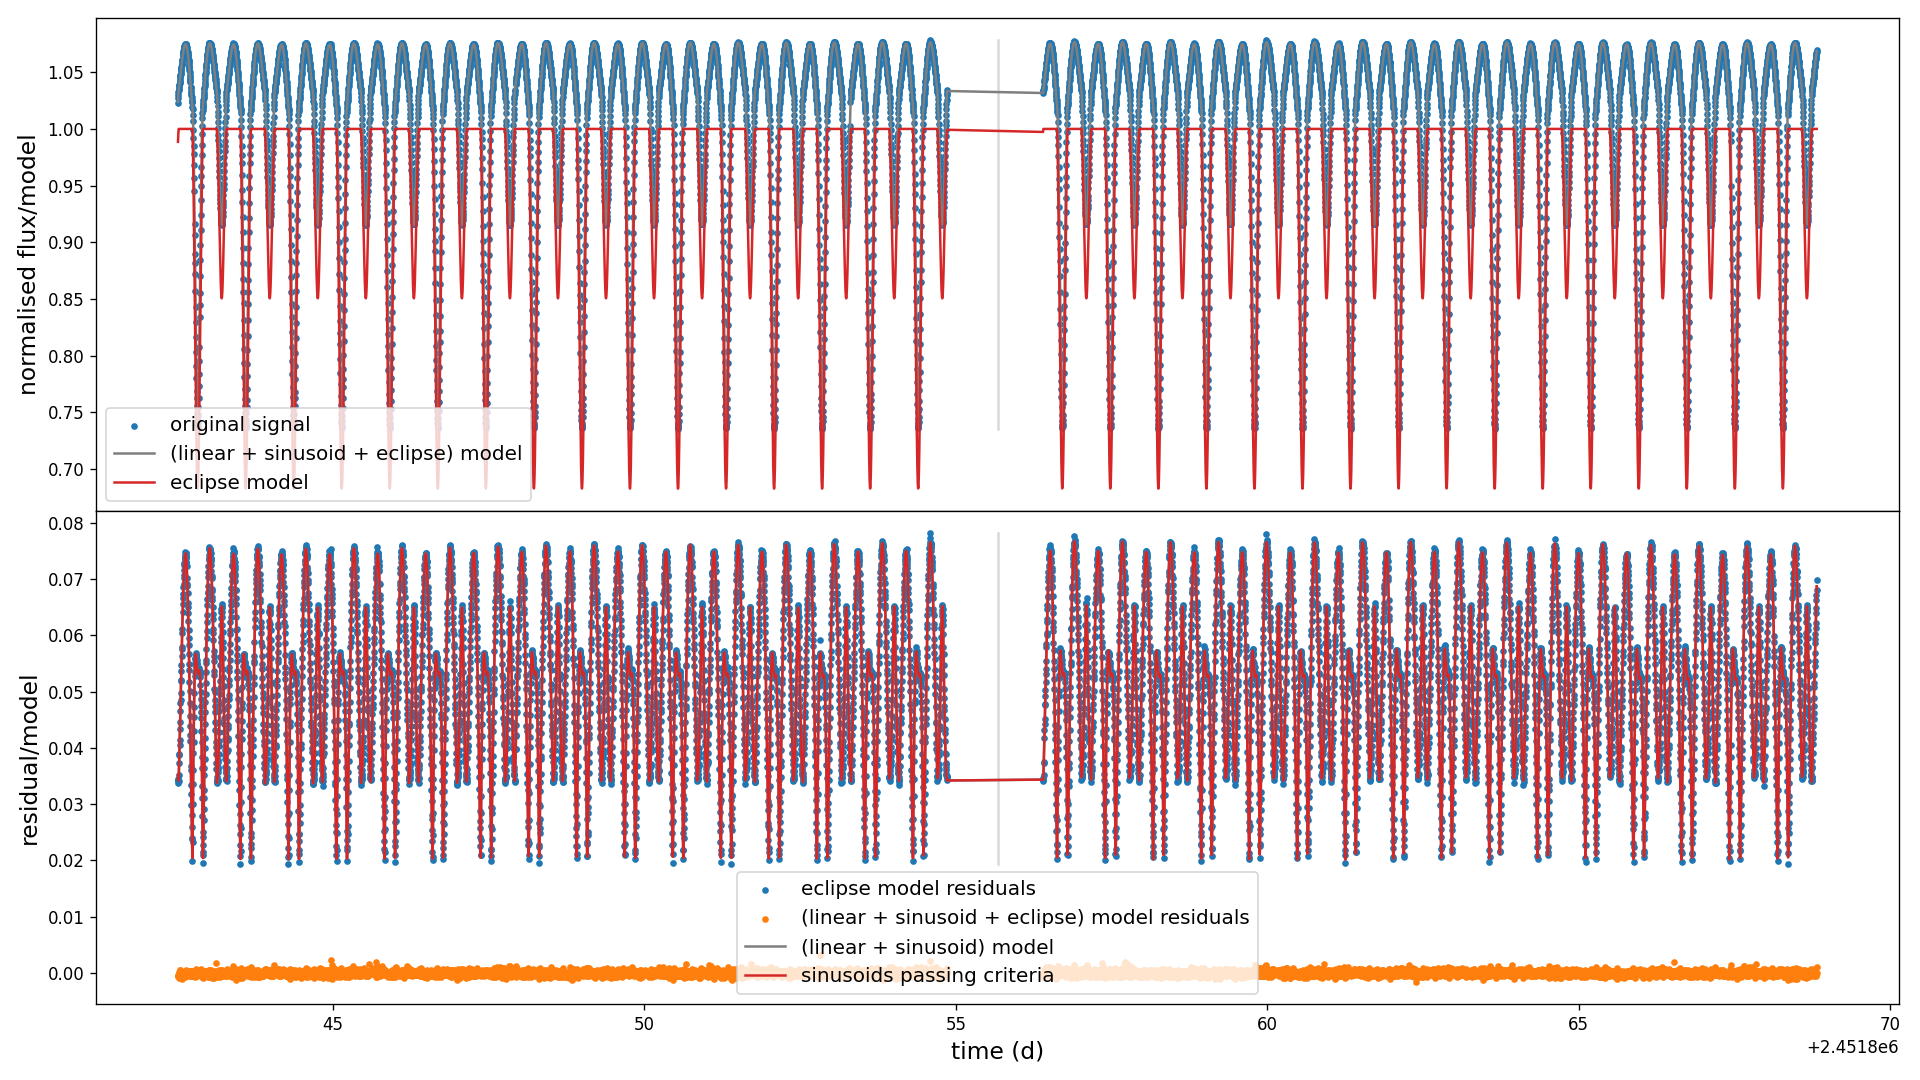 normalised flux/model
1.05
1.00
0.95
0.90
0.85
0.80
0.75
0.70
original signal
(linear + sinusoid + eclipse) model
eclipse model
residual/model
0.08
0.07
0.06
0.05
0.04
0.03
0.02
0.01
0.00
eclipse model residuals
(linear + sinusoid + eclipse) model residuals
(linear + sinusoid) model
sinusoids passing criteria
45 50 55 60 65 70
time (d)
+2.4518e6